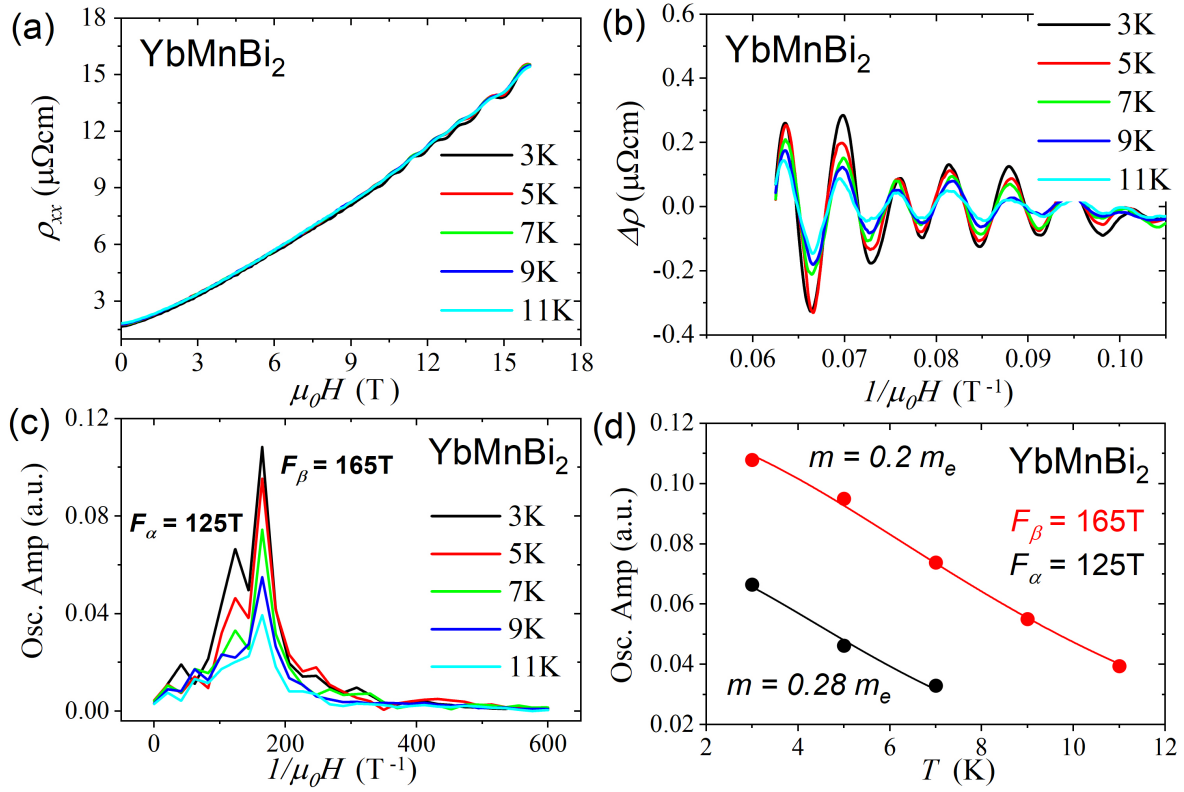 (a)
YbMnBi2
ρxx (μΩcm)
15
12
9
6
3
3K
5K
7K
9K
11K
0 3 6 9 12 15 18
μ0H (T)
(b)
YbMnBi2
Δρ (μΩcm)
0.6
0.4
0.2
0.0
-0.2
-0.4
3K
5K
7K
9K
11K
0.06 0.07 0.08 0.09 0.10
1/μ0H (T-1)
(c)
YbMnBi2
Osc. Amp (a.u.)
0.12
0.08
0.04
0.00
Fβ = 165T
Fα = 125T
3K
5K
7K
9K
11K
0 200 400 600
1/μ0H (T-1)
(d)
YbMnBi2
Osc. Amp (a.u.)
0.12
0.10
0.08
0.06
0.04
0.02
m = 0.2 me
Fβ = 165T
Fα = 125T
m = 0.28 me
2 4 6 8 10 12
T (K)